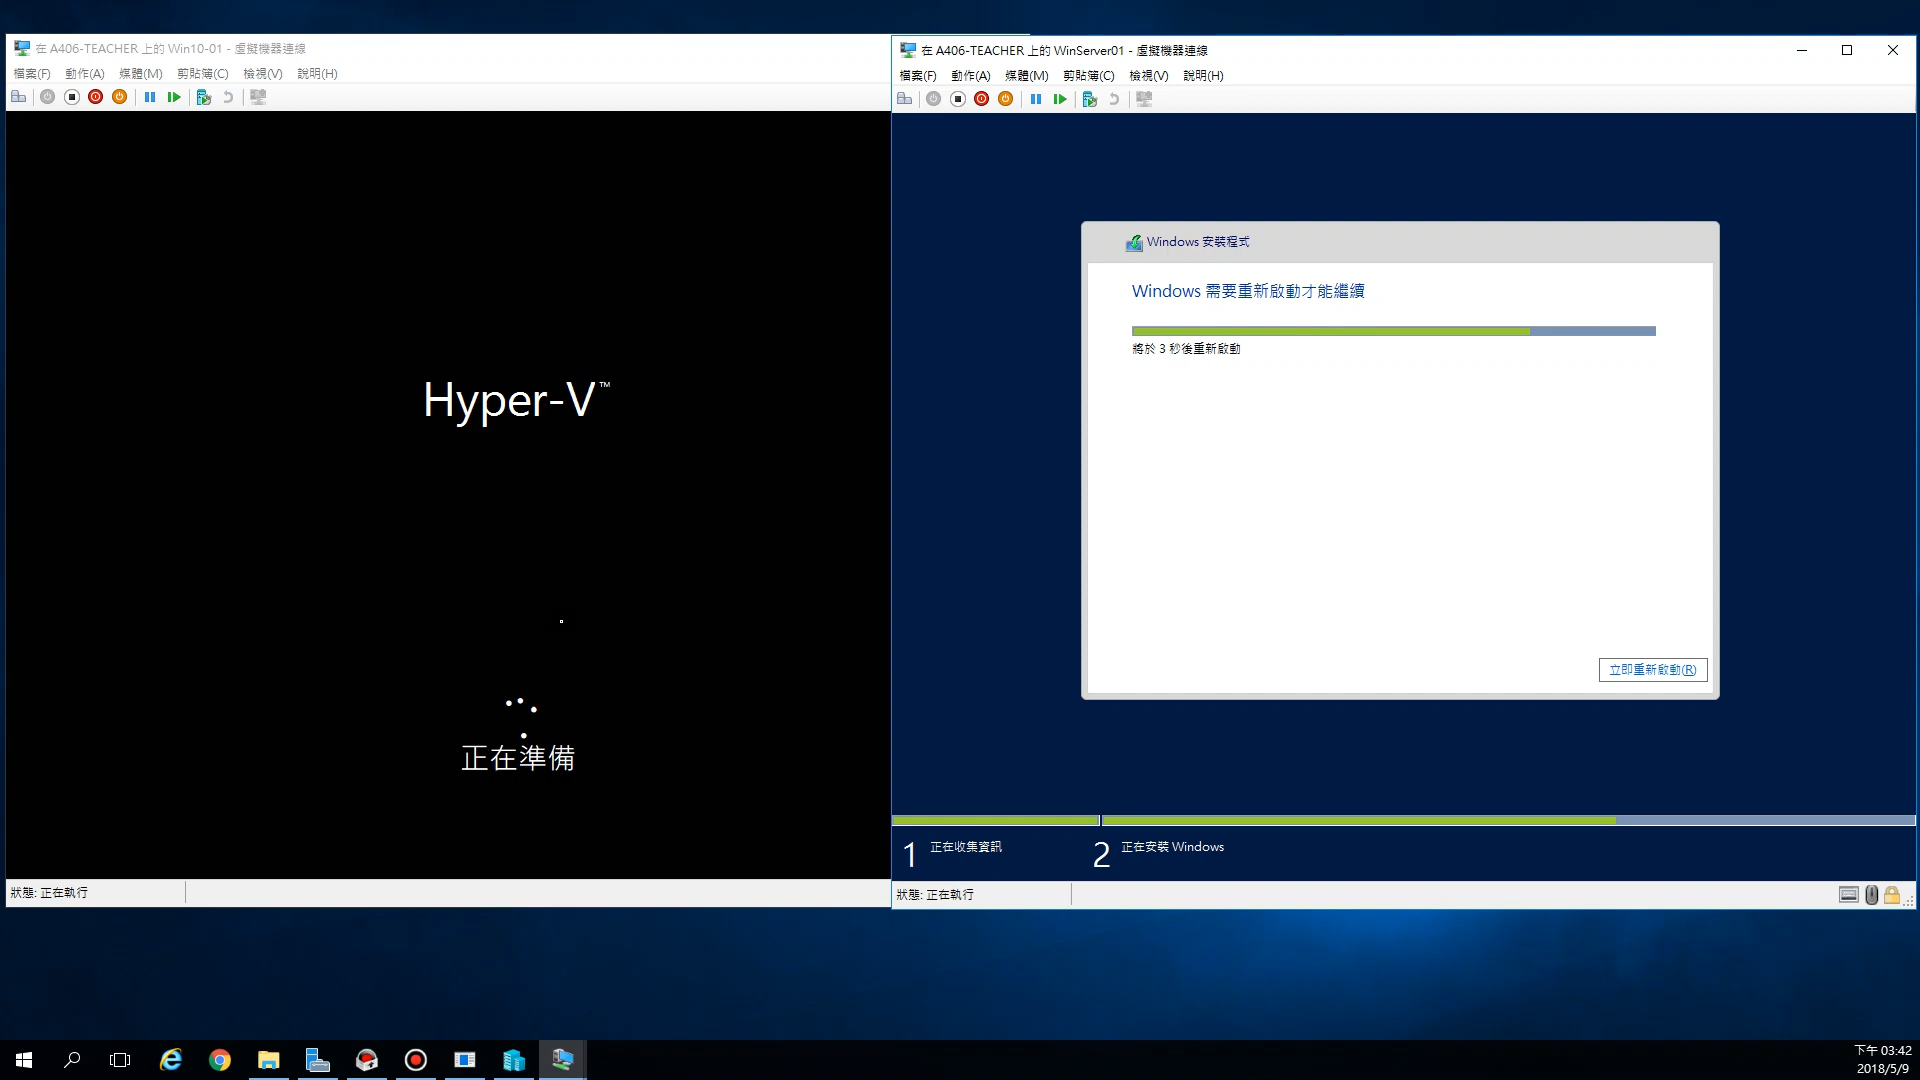 在 A406-TEACHER 上的 Win10-01 - 虛擬機器連線
檔案(F) 動作(A) 媒體(M) 剪貼簿(C) 檢視(V) 說明(H)
Hyper-V™
正在準備
狀態: 正在執行
在 A406-TEACHER 上的 WinServer01 - 虛擬機器連線
檔案(F) 動作(A) 媒體(M) 剪貼簿(C) 檢視(V) 說明(H)
Windows 安裝程式
Windows 需要重新啟動才能繼續
將於 3 秒後重新啟動
立即重新啟動(R)
1 正在收集資訊 2 正在安裝 Windows
狀態: 正在執行
下午 03:42
2018/5/9